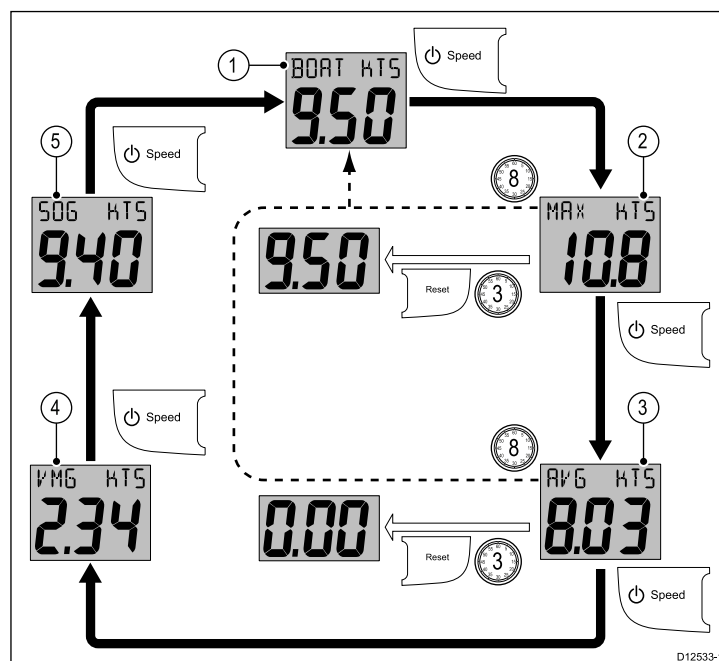 1
BOAT KTS
9.50
Speed
5
Speed
2
8
SOG KTS
9.40
MAX KTS
10.8
9.50
Reset
3
Speed
4
Speed
8
3
VMG KTS
2.34
AVG KTS
8.03
0.00
Reset
3
Speed